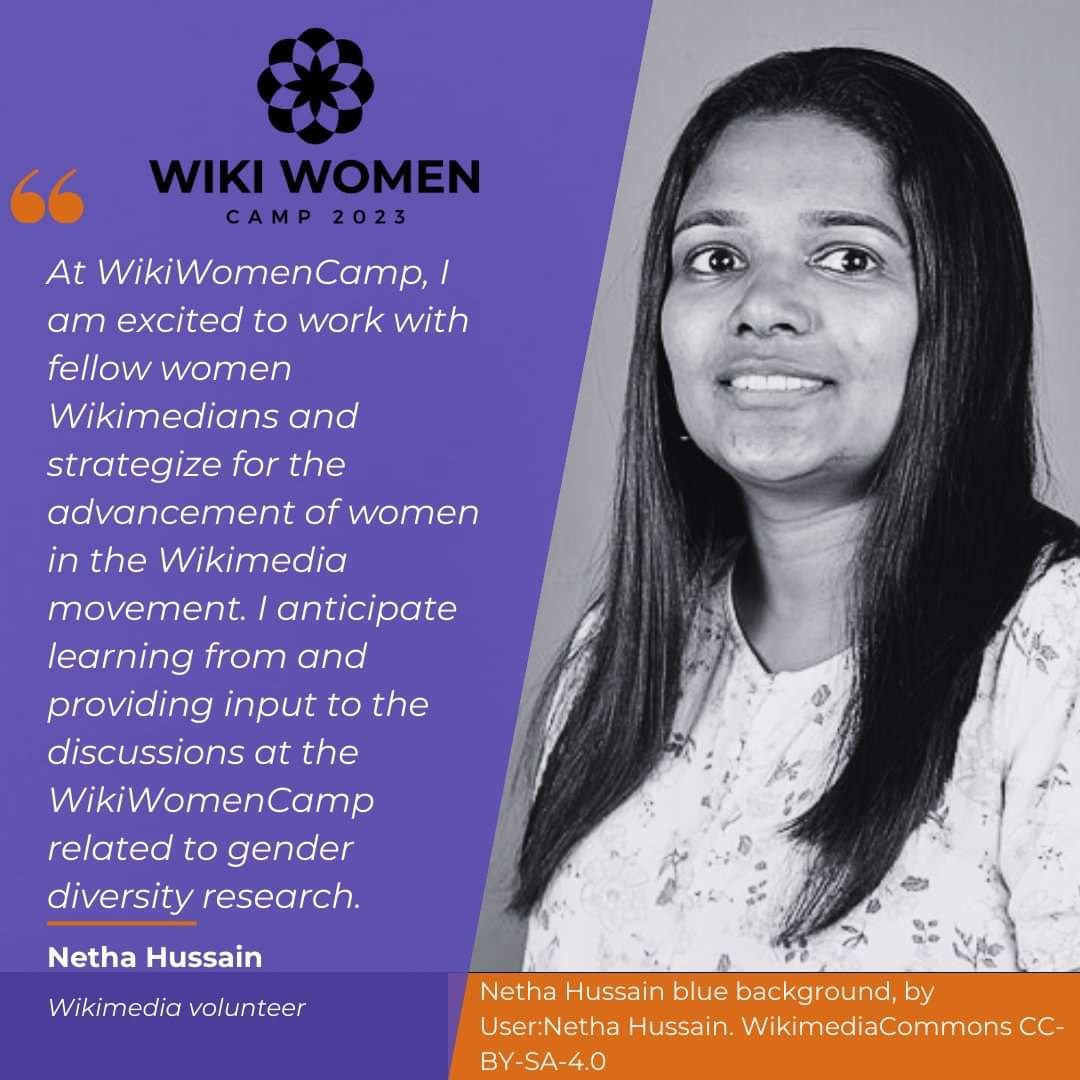 WIKI WOMEN
CAMP 2023
“
At WikiWomenCamp, I
am excited to work with
fellow women
Wikimedians and
strategize for the
advancement of women
in the Wikimedia
movement. I anticipate
learning from and
providing input to the
discussions at the
WikiWomenCamp
related to gender
diversity research.
Netha Hussain
Wikimedia volunteer
Netha Hussain blue background, by
User:Netha Hussain. WikimediaCommons CC-
BY-SA-4.0